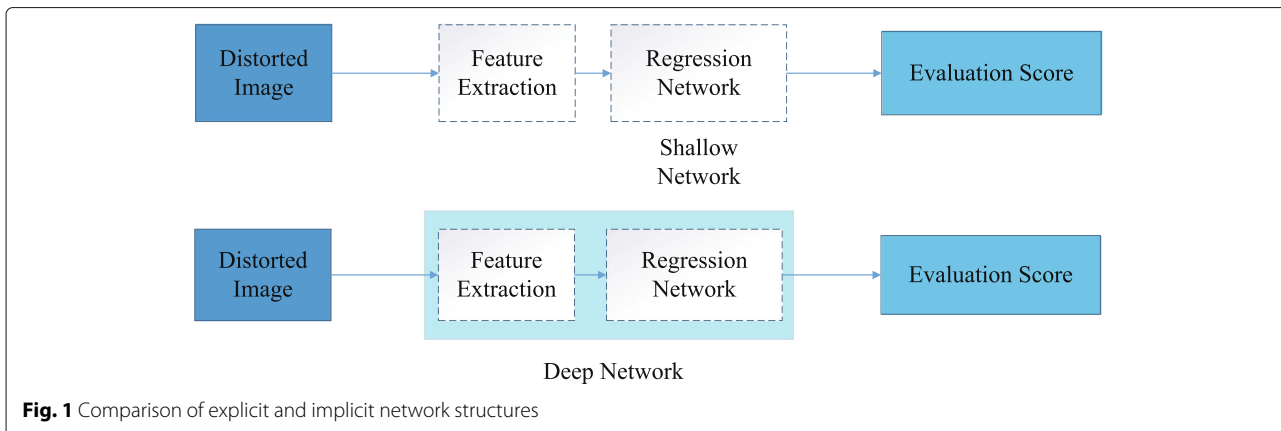 Distorted
Image
Feature
Extraction
Regression
Network
Evaluation Score
Shallow
Network
Distorted
Image
Feature
Extraction
Regression
Network
Evaluation Score
Deep Network
Fig. 1 Comparison of explicit and implicit network structures